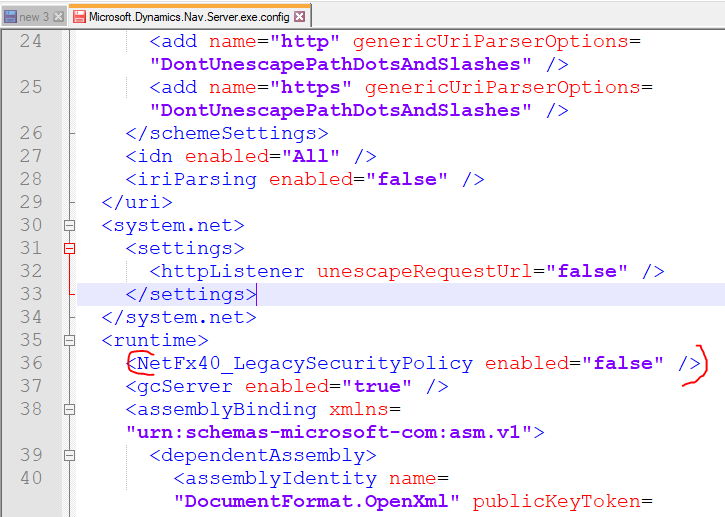 new 3 Microsoft.Dynamics.Nav.Server.exe.config
24 <add name="http" genericUriParserOptions=
"DontUnescapePathDotsAndSlashes" />
25 <add name="https" genericUriParserOptions=
"DontUnescapePathDotsAndSlashes" />
26 </schemeSettings>
27 <idn enabled="All" />
28 <iriParsing enabled="false" />
29 </uri>
30 <system.net>
31 <settings>
32 <httpListener unescapeRequestUrl="false" />
33 </settings>
34 </system.net>
35 <runtime>
36 <NetFx40_LegacySecurityPolicy enabled="false" />
37 <gcServer enabled="true" />
38 <assemblyBinding xmlns=
"urn:schemas-microsoft-com:asm.v1">
39 <dependentAssembly>
40 <assemblyIdentity name=
"DocumentFormat.OpenXml" publicKeyToken=